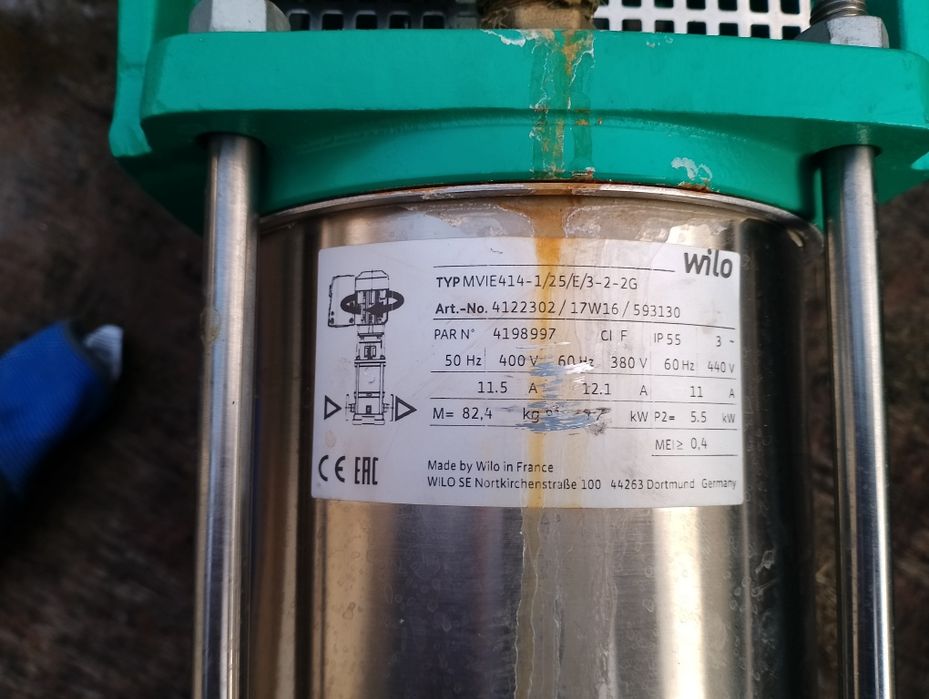 wilo
TYP MVIE414-1/25/E/3-2-2G
Art.-No. 4122302 / 17W16 / 593130
PAR N° 4198997 Cl F IP 55 3 ~
50 Hz 400 V 60 Hz 380 V 60 Hz 440 V
11.5 A 12.1 A 11 A
M= 82,4 kg kW P2= 5.5 kW
MEI ≥ 0,4
CE EAC
Made by Wilo in France
WILO SE Nortkirchenstraße 100 44263 Dortmund Germany